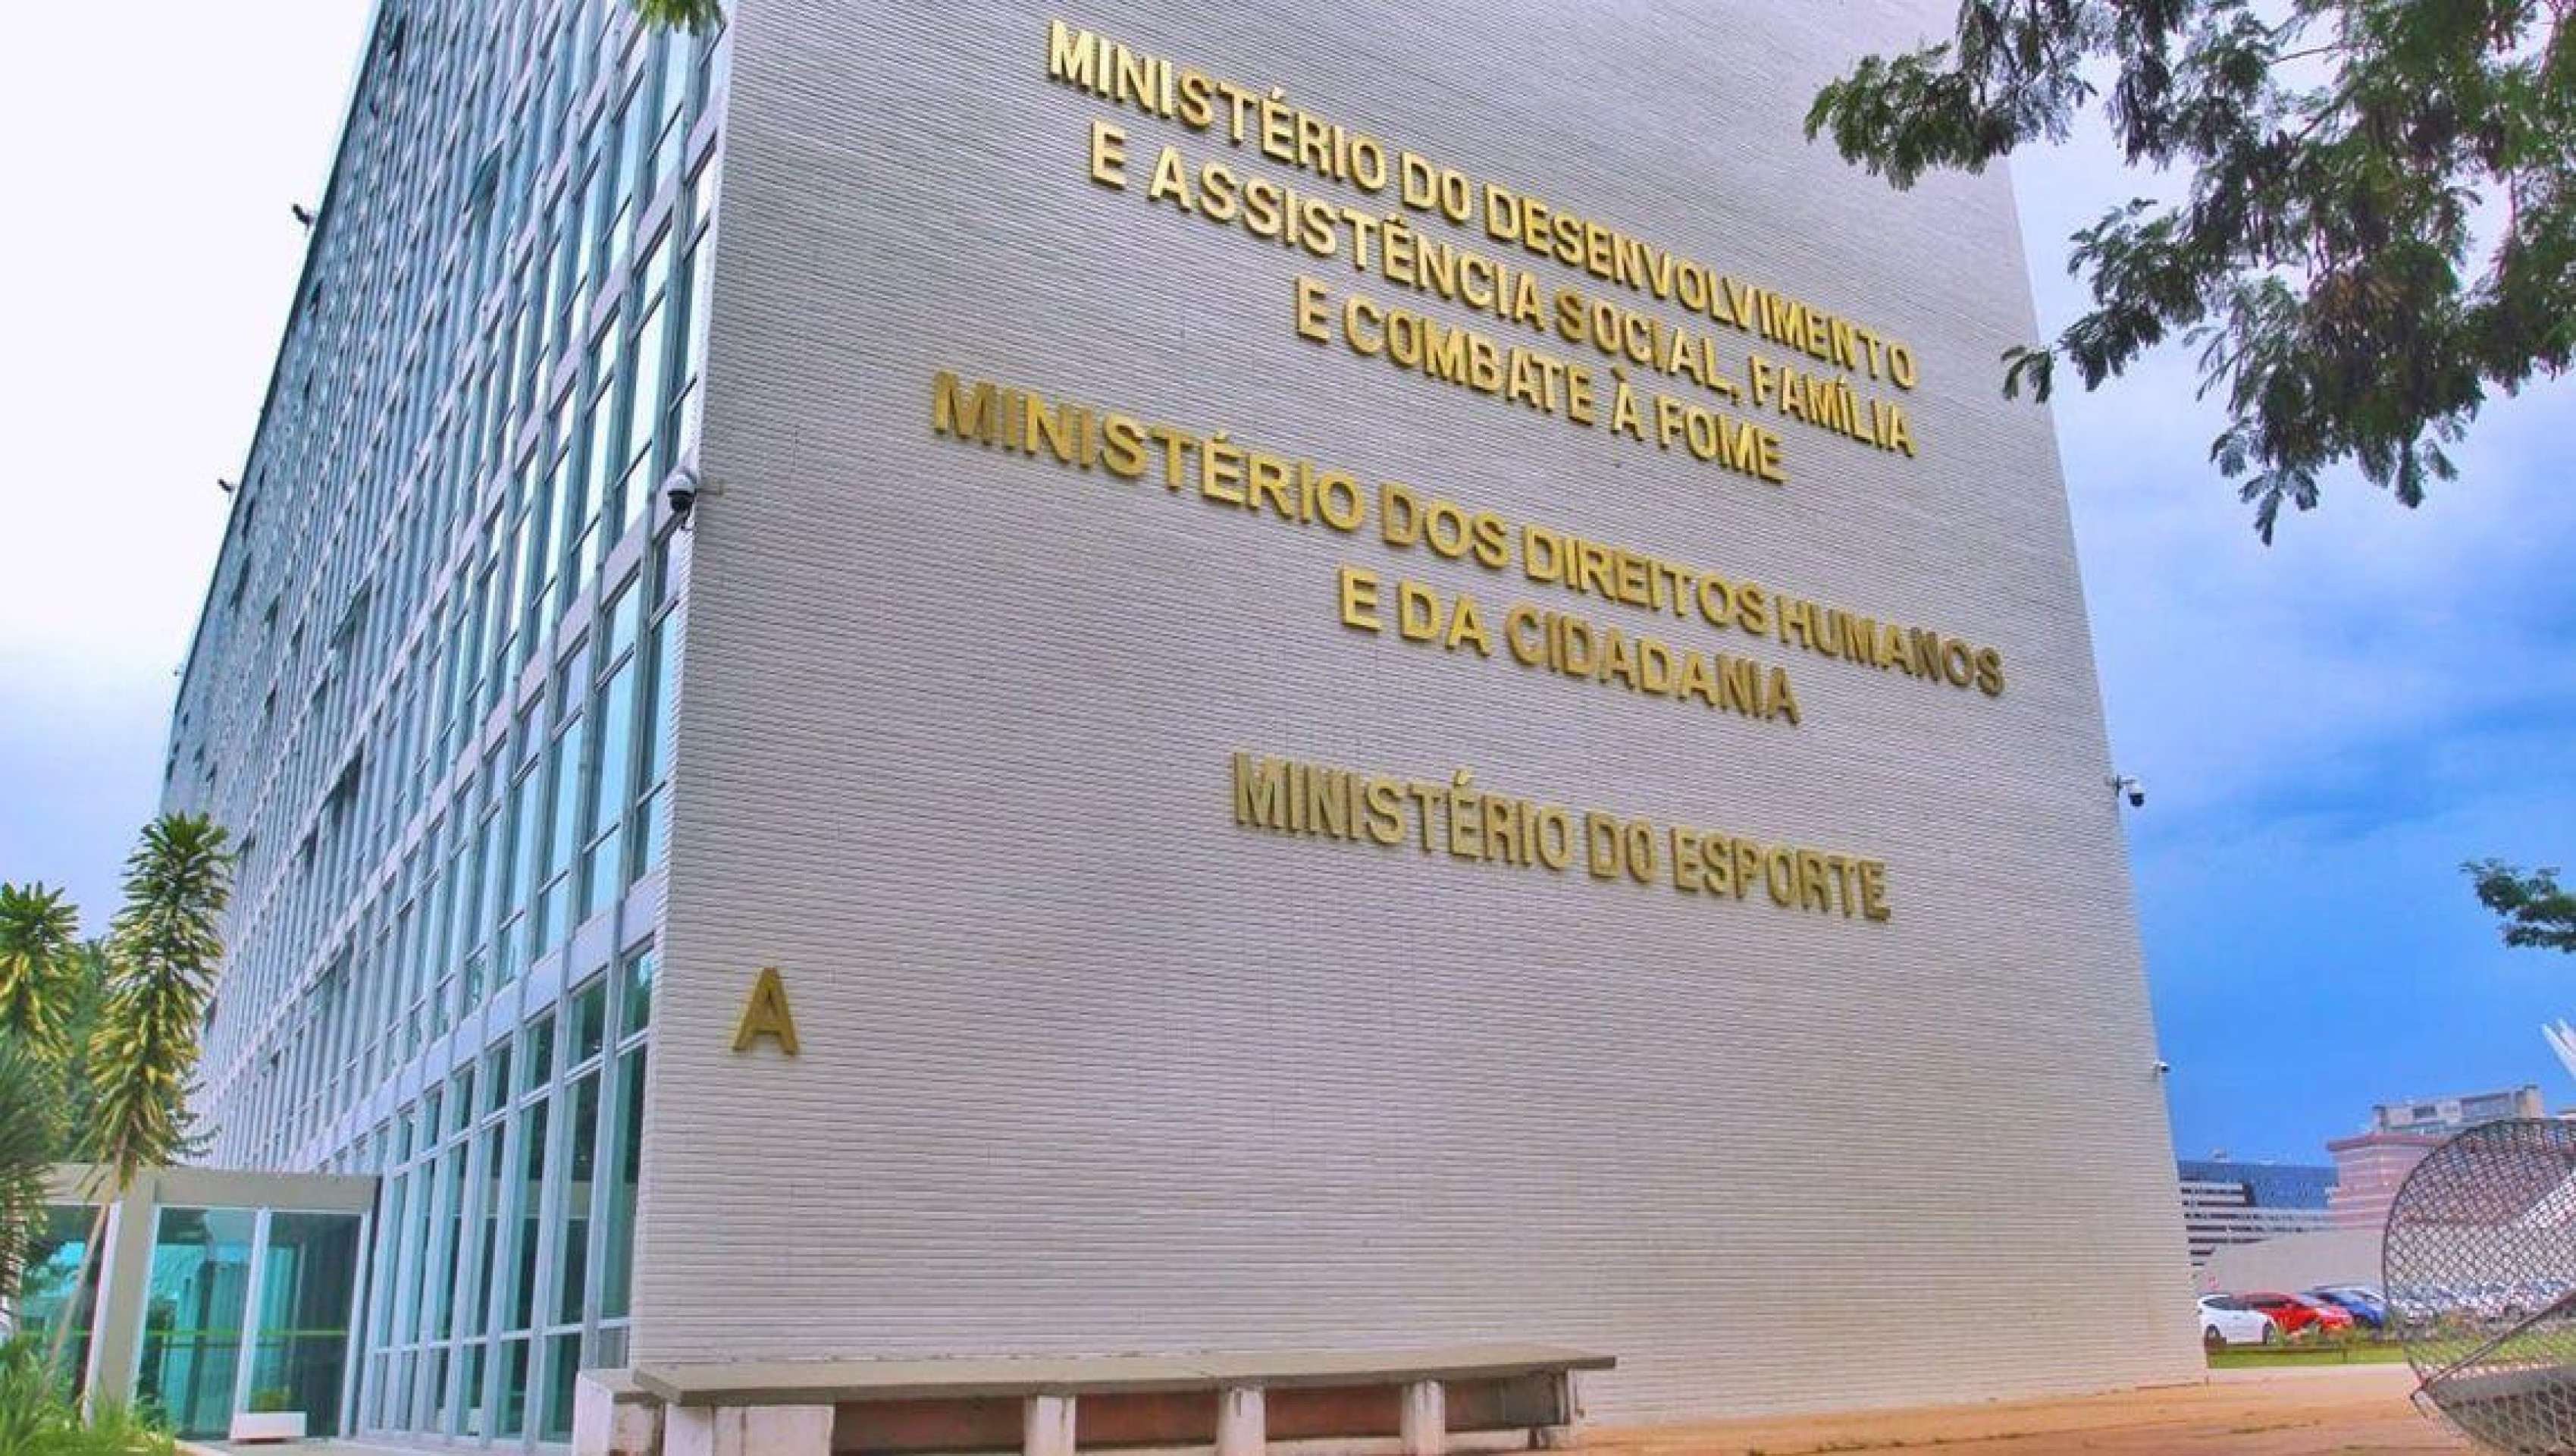 MINISTÉRIO DO DESENVOLVIMENTO
E ASSISTÊNCIA SOCIAL, FAMÍLIA
E COMBATE À FOME
MINISTÉRIO DOS DIREITOS HUMANOS
E DA CIDADANIA
MINISTÉRIO DO ESPORTE
A